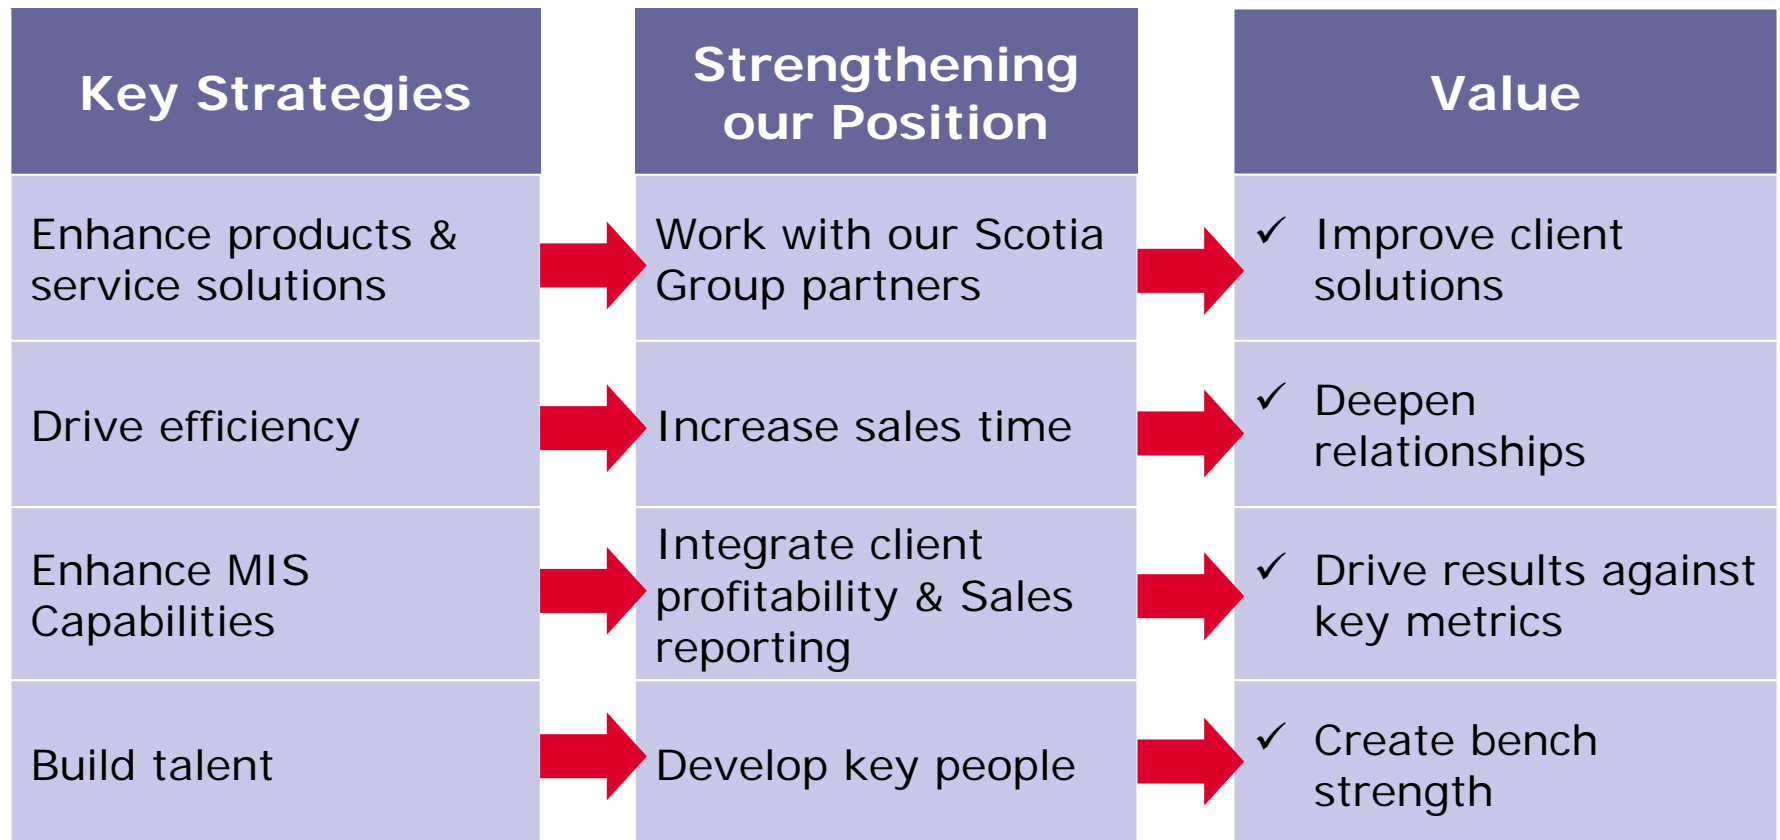 Key Strategies
Strengthening
our Position
Value
Enhance products &
service solutions
Work with our Scotia
Group partners
✓ Improve client
solutions
Drive efficiency
Increase sales time
✓ Deepen
relationships
Enhance MIS
Capabilities
Integrate client
profitability & Sales
reporting
✓ Drive results against
key metrics
Build talent
Develop key people
✓ Create bench
strength